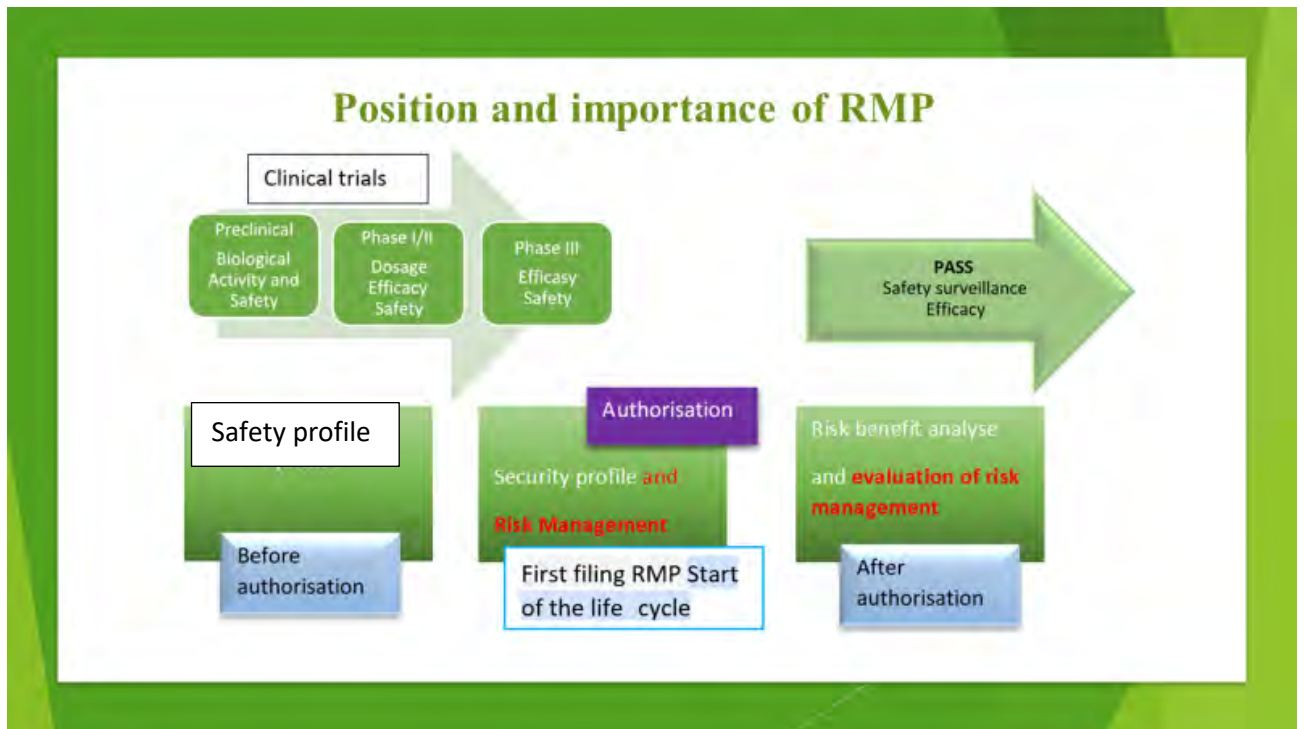 Position and importance of RMP
Clinical trials
Preclinical
Biological
Activity and
Safety
Phase I/II
Dosage
Efficacy
Safety
Phase III
Efficasy
Safety
PASS
Safety surveillance
Efficacy
Safety profile
Before
authorisation
Authorisation
Security profile and
Risk Management
First filing RMP Start
of the life cycle
Risk benefit analyse
and evaluation of risk
management
After
authorisation